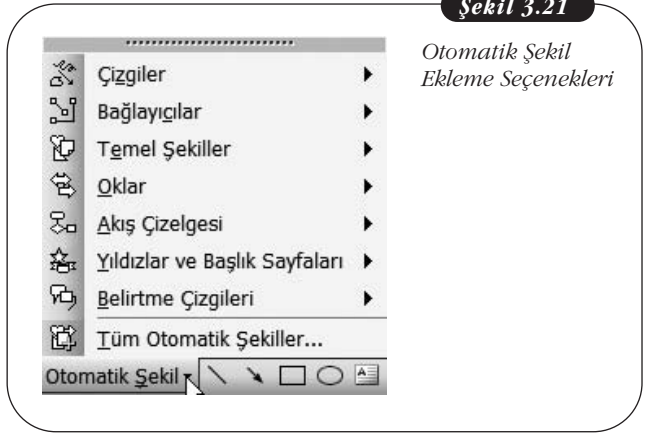 Şekil 3.21
Otomatik Şekil
Ekleme Seçenekleri
Çizgiler
Bağlayıcılar
Temel Şekiller
Oklar
Akış Çizelgesi
Yıldızlar ve Başlık Sayfaları
Belirtme Çizgileri
Tüm Otomatik Şekiller...
Otomatik Şekil